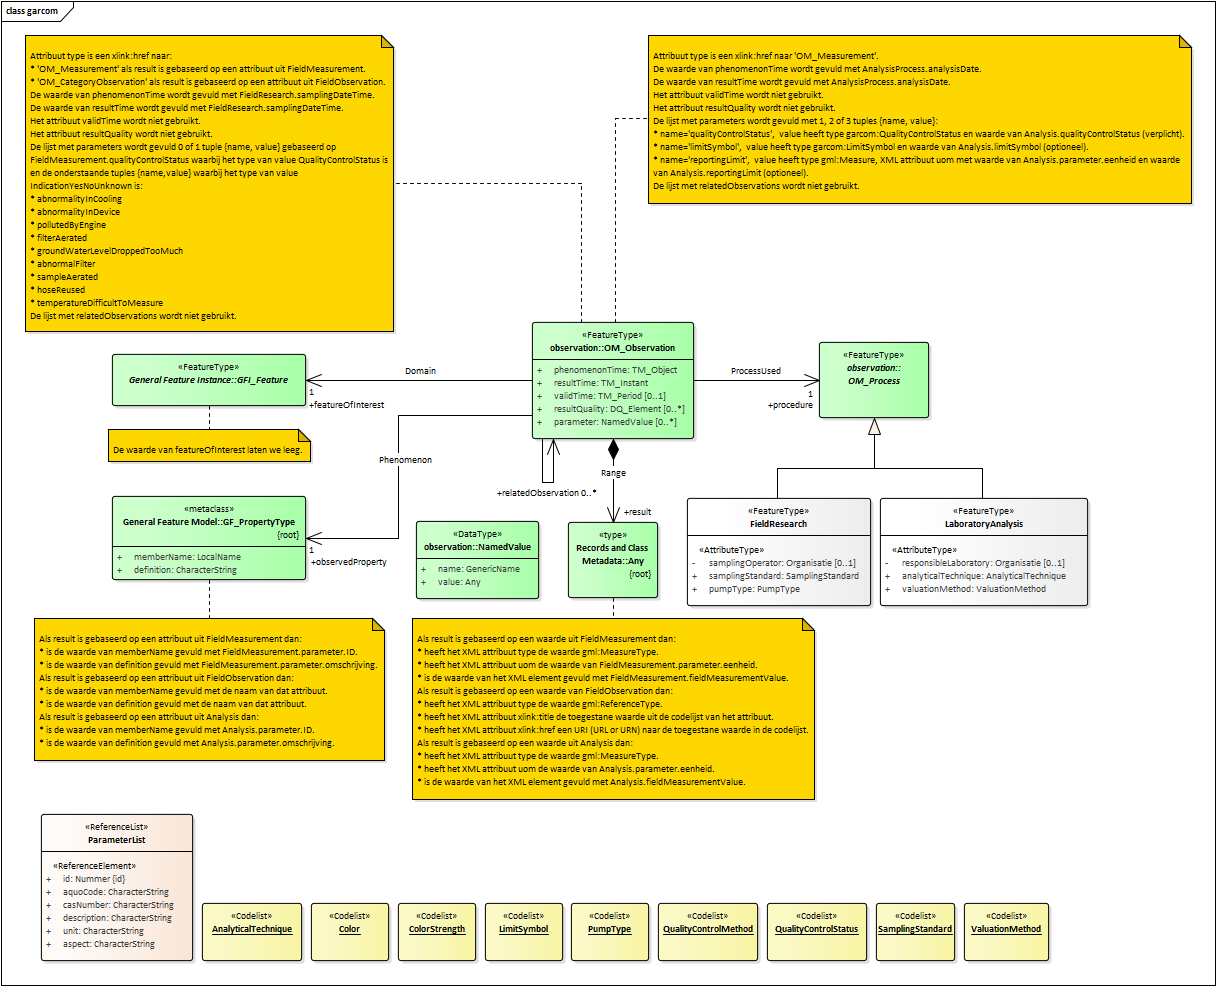 class garcom
Attribuut type is een xlink:href naar:
* 'OM_Measurement' als result is gebaseerd op een attribuut uit FieldMeasurement.
* 'OM_CategoryObservation' als result is gebaseerd op een attribuut uit FieldObservation.
De waarde van phenomenonTime wordt gevuld met FieldResearch.samplingDateTime.
De waarde van resultTime wordt gevuld met FieldResearch.samplingDateTime.
Het attribuut validTime wordt niet gebruikt.
Het attribuut resultQuality wordt niet gebruikt.
De lijst met parameters wordt gevuld 0 of 1 tuple {name, value} gebaseerd op
FieldMeasurement.qualityControlStatus waarbij het type van value QualityControlStatus is
en de onderstaande tuples {name,value} waarbij het type van value
IndicationYesNoUnknown is:
* abnormalityInCooling
* abnormalityInDevice
* pollutedByEngine
* filterAerated
* groundWaterLevelDroppedTooMuch
* abnormalFilter
* sampleAerated
* hoseReused
* temperatureDifficultToMeasure
De lijst met relatedObservations wordt niet gebruikt.
Attribuut type is een xlink:href naar 'OM_Measurement'.
De waarde van phenomenonTime wordt gevuld met AnalysisProcess.analysisDate.
De waarde van resultTime wordt gevuld met AnalysisProcess.analysisDate.
Het attribuut validTime wordt niet gebruikt.
Het attribuut resultQuality wordt niet gebruikt.
De lijst met parameters wordt gevuld met 1, 2 of 3 tuples {name, value}:
* name='qualityControlStatus', value heeft type garcom:QualityControlStatus en waarde van Analysis.qualityControlStatus (verplicht).
* name='limitSymbol', value heeft type garcom:LimitSymbol en waarde van Analysis.limitSymbol (optioneel).
* name='reportingLimit', value heeft type gml:Measure, XML attribuut uom met waarde van Analysis.parameter.eenheid en waarde
van Analysis.reportingLimit (optioneel).
De lijst met relatedObservations wordt niet gebruikt.
«FeatureType»
observation::OM_Observation
+ phenomenonTime: TM_Object
+ resultTime: TM_Instant
+ validTime: TM_Period [0..1]
+ resultQuality: DQ_Element [0..*]
+ parameter: NamedValue [0..*]
«FeatureType»
General Feature Instance::GFI_Feature
Domain
1
+featureOfInterest
ProcessUsed
1
+procedure
«FeatureType»
observation::
OM_Process
De waarde van featureOfInterest laten we leeg.
Phenomenon
1
+observedProperty
+relatedObservation 0..*
Range
+result
«metaclass»
General Feature Model::GF_PropertyType
{root}
+ memberName: LocalName
+ definition: CharacterString
«DataType»
observation::NamedValue
+ name: GenericName
+ value: Any
«type»
Records and Class
Metadata::Any
{root}
«FeatureType»
FieldResearch
«AttributeType»
- samplingOperator: Organisatie [0..1]
+ samplingStandard: SamplingStandard
+ pumpType: PumpType
«FeatureType»
LaboratoryAnalysis
«AttributeType»
- responsibleLaboratory: Organisatie [0..1]
+ analyticalTechnique: AnalyticalTechnique
+ valuationMethod: ValuationMethod
Als result is gebaseerd op een attribuut uit FieldMeasurement dan:
* is de waarde van memberName gevuld met FieldMeasurement.parameter.ID.
* is de waarde van definition gevuld met FieldMeasurement.parameter.omschrijving.
Als result is gebaseerd op een attribuut uit FieldObservation dan:
* is de waarde van memberName gevuld met de naam van dat attribuut.
* is de waarde van definition gevuld met de naam van dat attribuut.
Als result is gebaseerd op een attribuut uit Analysis dan:
* is de waarde van memberName gevuld met Analysis.parameter.ID.
* is de waarde van definition gevuld met Analysis.parameter.omschrijving.
Als result is gebaseerd op een waarde uit FieldMeasurement dan:
* heeft het XML attribuut type de waarde gml:MeasureType.
* heeft het XML attribuut uom de waarde van FieldMeasurement.parameter.eenheid.
* is de waarde van het XML element gevuld met FieldMeasurement.fieldMeasurementValue.
Als result is gebaseerd op een waarde van FieldObservation dan:
* heeft het XML attribuut type de waarde gml:ReferenceType.
* heeft het XML attribuut xlink:title de toegestane waarde uit de codelijst van het attribuut.
* heeft het XML attribuut xlink:href een URI (URL or URN) naar de toegestane waarde in de codelijst.
Als result is gebaseerd op een waarde uit Analysis dan:
* heeft het XML attribuut type de waarde gml:MeasureType.
* heeft het XML attribuut uom de waarde van Analysis.parameter.eenheid.
* is de waarde van het XML element gevuld met Analysis.fieldMeasurementValue.
«ReferenceList»
ParameterList
«ReferenceElement»
+ id: Nummer {id}
+ aquoCode: CharacterString
+ casNumber: CharacterString
+ description: CharacterString
+ unit: CharacterString
+ aspect: CharacterString
«Codelist»
AnalyticalTechnique
«Codelist»
Color
«Codelist»
ColorStrength
«Codelist»
LimitSymbol
«Codelist»
PumpType
«Codelist»
QualityControlMethod
«Codelist»
QualityControlStatus
«Codelist»
SamplingStandard
«Codelist»
ValuationMethod